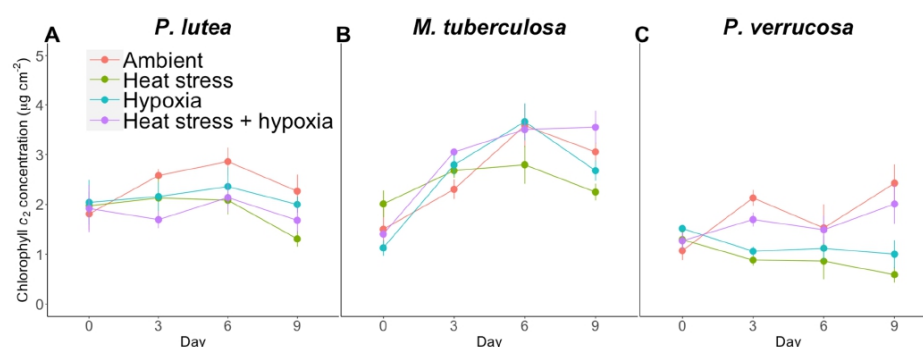 A P. lutea
B M. tuberculosa
C P. verrucosa
Ambient
Heat stress
Hypoxia
Heat stress + hypoxia
Chlorophyll c₂ concentration (μg cm⁻²)
5
4
3
2
1
0
0 3 6 9
0 3 6 9
0 3 6 9
Day
Day
Day